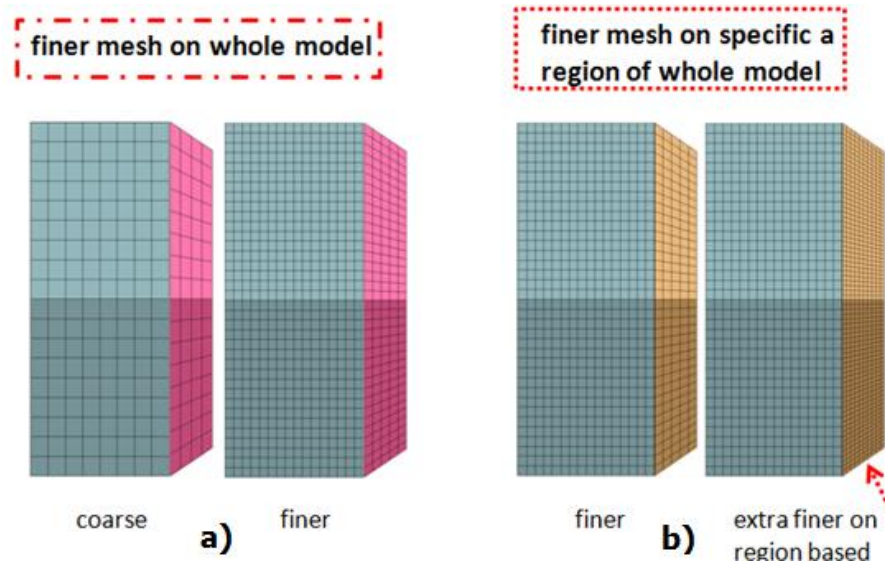 finer mesh on whole model
finer mesh on specific a
region of whole model
coarse
finer
a)
finer
b)
extra finer on
region based